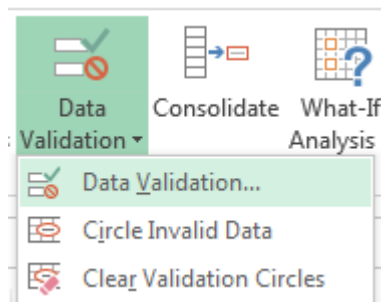 Data Consolidate What-If
Validation Analysis
Data Validation...
Circle Invalid Data
Clear Validation Circles